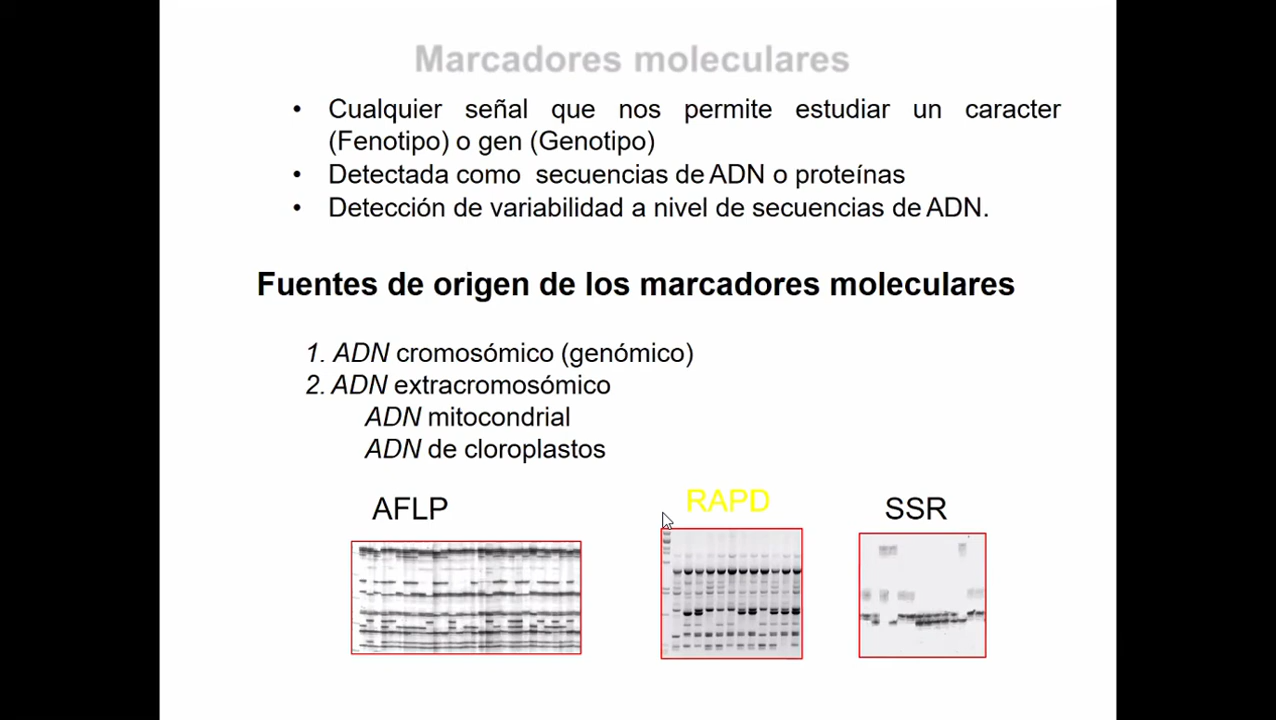 Marcadores moleculares
• Cualquier señal que nos permite estudiar un caracter
(Fenotipo) o gen (Genotipo)
• Detectada como secuencias de ADN o proteínas
• Detección de variabilidad a nivel de secuencias de ADN.
Fuentes de origen de los marcadores moleculares
1. ADN cromosómico (genómico)
2. ADN extracromosómico
ADN mitocondrial
ADN de cloroplastos
AFLP
RAPD
SSR